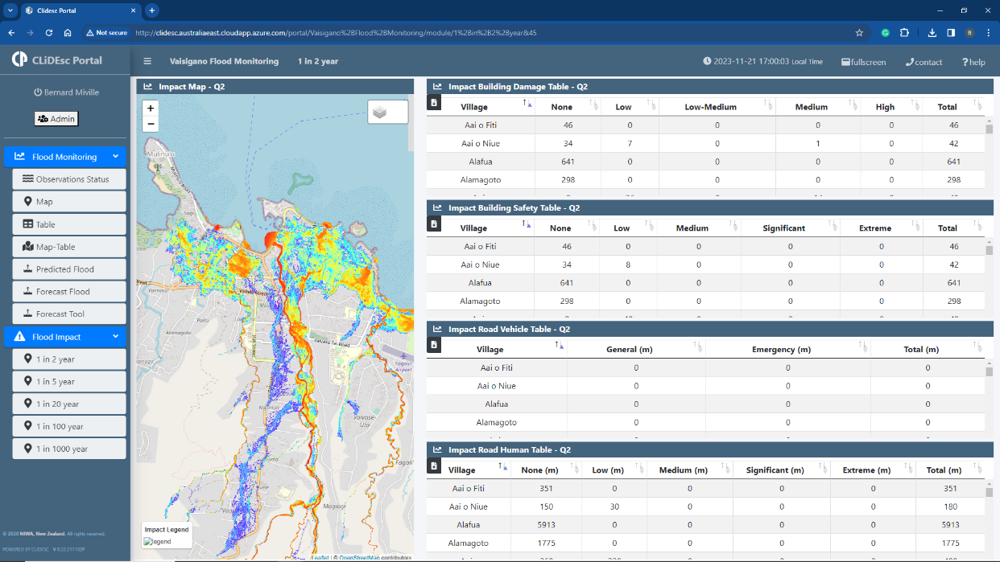 Clidesc Portal
Not secure
http://clidesc.australiaeast.cloudapp.azure.com/portal/Vaisigano%2BFlood%2BMonitoring/module/1%2Bin%2B2%2Byear&45
B
CLiDEsc Portal
Vaisigano Flood Monitoring
1 in 2 year
2023-11-21 17:00:03 Local Time
fullscreen
contact
help
Bernard Miville
Admin
Flood Monitoring
Observations Status
Map
Table
Map-Table
Predicted Flood
Forecast Flood
Forecast Tool
Flood Impact
1 in 2 year
1 in 5 year
1 in 20 year
1 in 100 year
1 in 1000 year
© 2020 NIWA, New Zealand. All rights reserved.
POWERED BY CLIDESC V 0.22.211102P
Impact Map - Q2
+
−
Mulinu'u
Alamagoto
Magiagi
Impact Legend
legend
Leaflet | © OpenStreetMap contributors
Impact Building Damage Table - Q2
Village None Low Low-Medium Medium High Total
Aai o Fiti 46 0 0 0 0 46
Aai o Niue 34 7 0 1 0 42
Alafua 641 0 0 0 0 641
Alamagoto 298 0 0 0 0 298
Impact Building Safety Table - Q2
Village None Low Medium Significant Extreme Total
Aai o Fiti 46 0 0 0 0 46
Aai o Niue 34 8 0 0 0 42
Alafua 641 0 0 0 0 641
Alamagoto 298 0 0 0 0 298
Impact Road Vehicle Table - Q2
Village General (m) Emergency (m) Total (m)
Aai o Fiti 0 0 0
Aai o Niue 0 0 0
Alafua 0 0 0
Alamagoto 0 0 0
Impact Road Human Table - Q2
Village None (m) Low (m) Medium (m) Significant (m) Extreme (m) Total (m)
Aai o Fiti 351 0 0 0 0 351
Aai o Niue 150 30 0 0 0 180
Alafua 5913 0 0 0 0 5913
Alamagoto 1775 0 0 0 0 1775